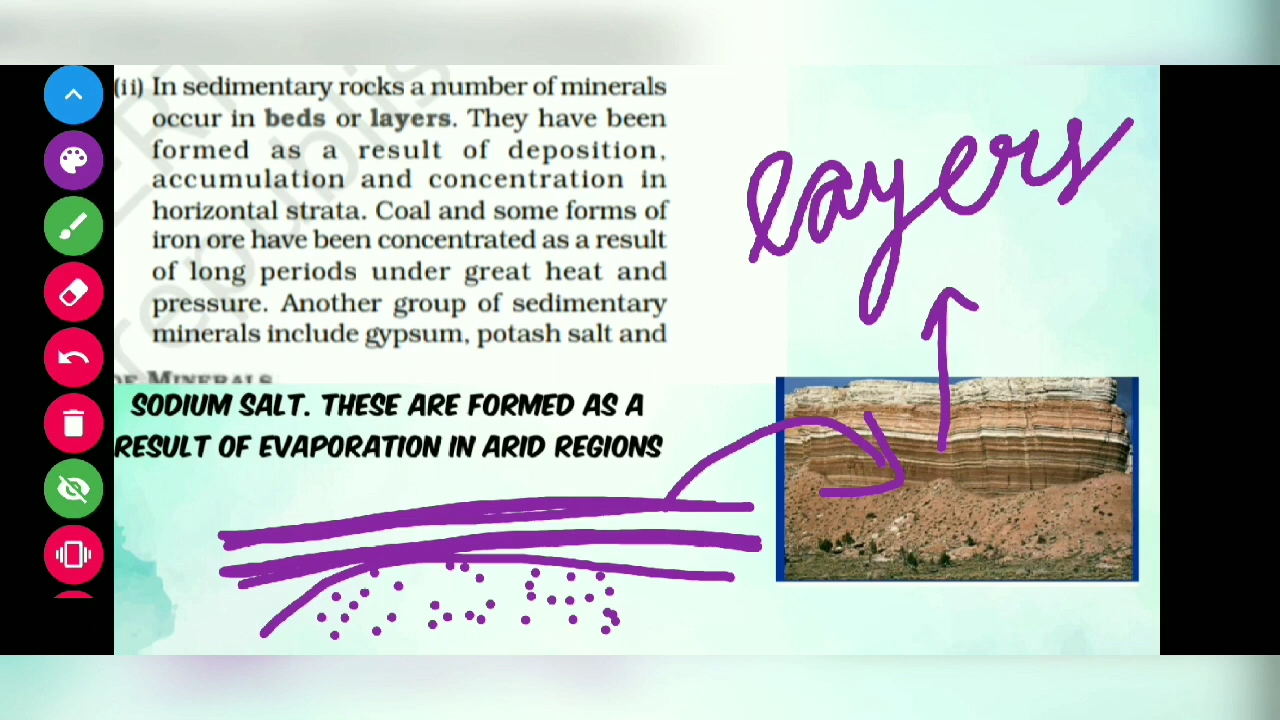 (ii) In sedimentary rocks a number of minerals
occur in beds or layers. They have been
formed as a result of deposition,
accumulation and concentration in
horizontal strata. Coal and some forms of
iron ore have been concentrated as a result
of long periods under great heat and
pressure. Another group of sedimentary
minerals include gypsum, potash salt and
OF MINERALS
SODIUM SALT. THESE ARE FORMED AS A
RESULT OF EVAPORATION IN ARID REGIONS
layers